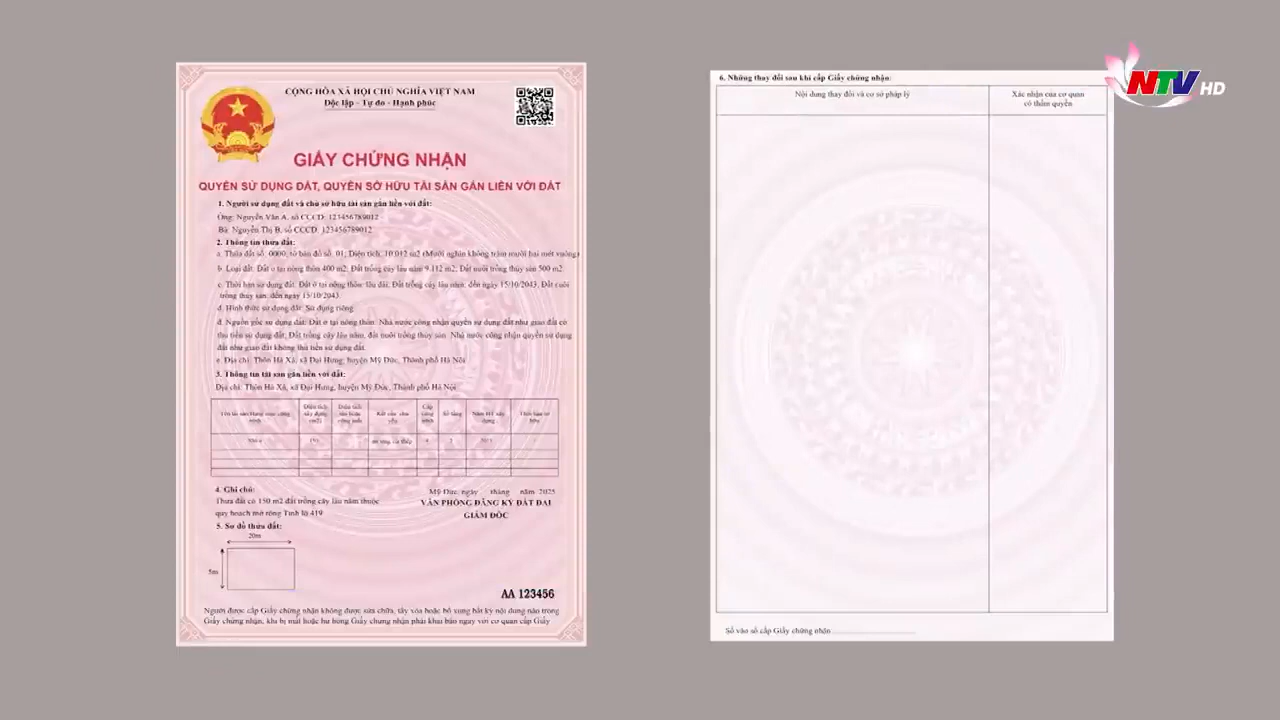 CỘNG HÒA XÃ HỘI CHỦ NGHĨA VIỆT NAM
Độc lập - Tự do - Hạnh phúc
GIẤY CHỨNG NHẬN
QUYỀN SỬ DỤNG ĐẤT, QUYỀN SỞ HỮU TÀI SẢN GẮN LIỀN VỚI ĐẤT
1. Người sử dụng đất và chủ sở hữu tài sản gắn liền với đất:
Ông: Nguyễn Văn A, số CCCD: 123456789012
Bà: Nguyễn Thị B, số CCCD: 123456789012
2. Thông tin thửa đất:
a. Thửa đất số: 0000; tờ bản đồ số: 01; Diện tích: 10.012 m2 (Mười nghìn không trăm mười hai mét vuông)
b. Loại đất: Đất ở tại nông thôn 400 m2; Đất trồng cây lâu năm 9.112 m2; Đất nuôi trồng thủy sản 500 m2
c. Thời hạn sử dụng đất: Đất ở tại nông thôn: lâu dài; Đất trồng cây lâu năm: đến ngày 15/10/2043, Đất
trồng thủy sản: đến ngày 15/10/2043.
d. Hình thức sử dụng đất: Sử dụng riêng
đ. Nguồn gốc sử dụng đất: Đất ở tại nông thôn: Nhà nước công nhận quyền sử dụng đất như giao đất có
thu tiền sử dụng đất; Đất trồng cây lâu năm, đất nuôi trồng thủy sản: Nhà nước công nhận quyền sử dụng
đất như giao đất không thu tiền sử dụng đất.
e. Địa chỉ: Thôn Hà Xá, xã Đại Hưng, huyện Mỹ Đức, Thành phố Hà Nội
3. Thông tin tài sản gắn liền với đất:
Địa chỉ: Thôn Hà Xá, xã Đại Hưng, huyện Mỹ Đức, Thành phố Hà Nội
4. Ghi chú:
Thửa đất có 150 m2 đất trồng cây lâu năm thuộc
quy hoạch mở rộng Tỉnh lộ 419
Mỹ Đức, ngày tháng năm 2025
VĂN PHÒNG ĐĂNG KÝ ĐẤT ĐAI
GIÁM ĐỐC
5. Sơ đồ thửa đất:
20m
5m
AA 123456
Người được cấp Giấy chứng nhận không được sửa chữa, tẩy xóa hoặc bổ sung bất kỳ nội dung nào trong
Giấy chứng nhận; khi bị mất hoặc hư hỏng Giấy chứng nhận phải khai báo ngay với cơ quan cấp Giấy
6. Những thay đổi sau khi cấp Giấy chứng nhận:
Nội dung thay đổi và cơ sở pháp lý
Xác nhận của cơ quan
có thẩm quyền
Số vào sổ cấp Giấy chứng nhận
NTV HD